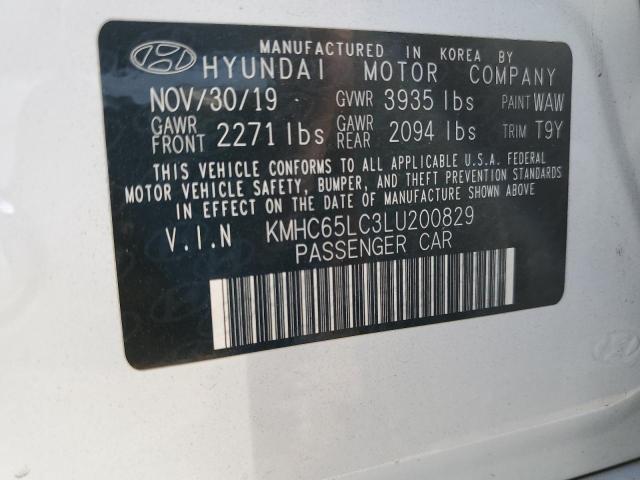 MANUFACTURED IN KOREA BY
HYUNDAI MOTOR COMPANY
NOV/30/19 GVWR 3935 lbs PAINT WAW
GAWR FRONT 2271 lbs GAWR REAR 2094 lbs TRIM T9Y
THIS VEHICLE CONFORMS TO ALL APPLICABLE U.S.A. FEDERAL
MOTOR VEHICLE SAFETY, BUMPER, AND THEFT PREVENTION STANDARDS
IN EFFECT ON THE DATE OF MANUFACTURE SHOWN ABOVE
V.I.N KMHC65LC3LU200829
PASSENGER CAR